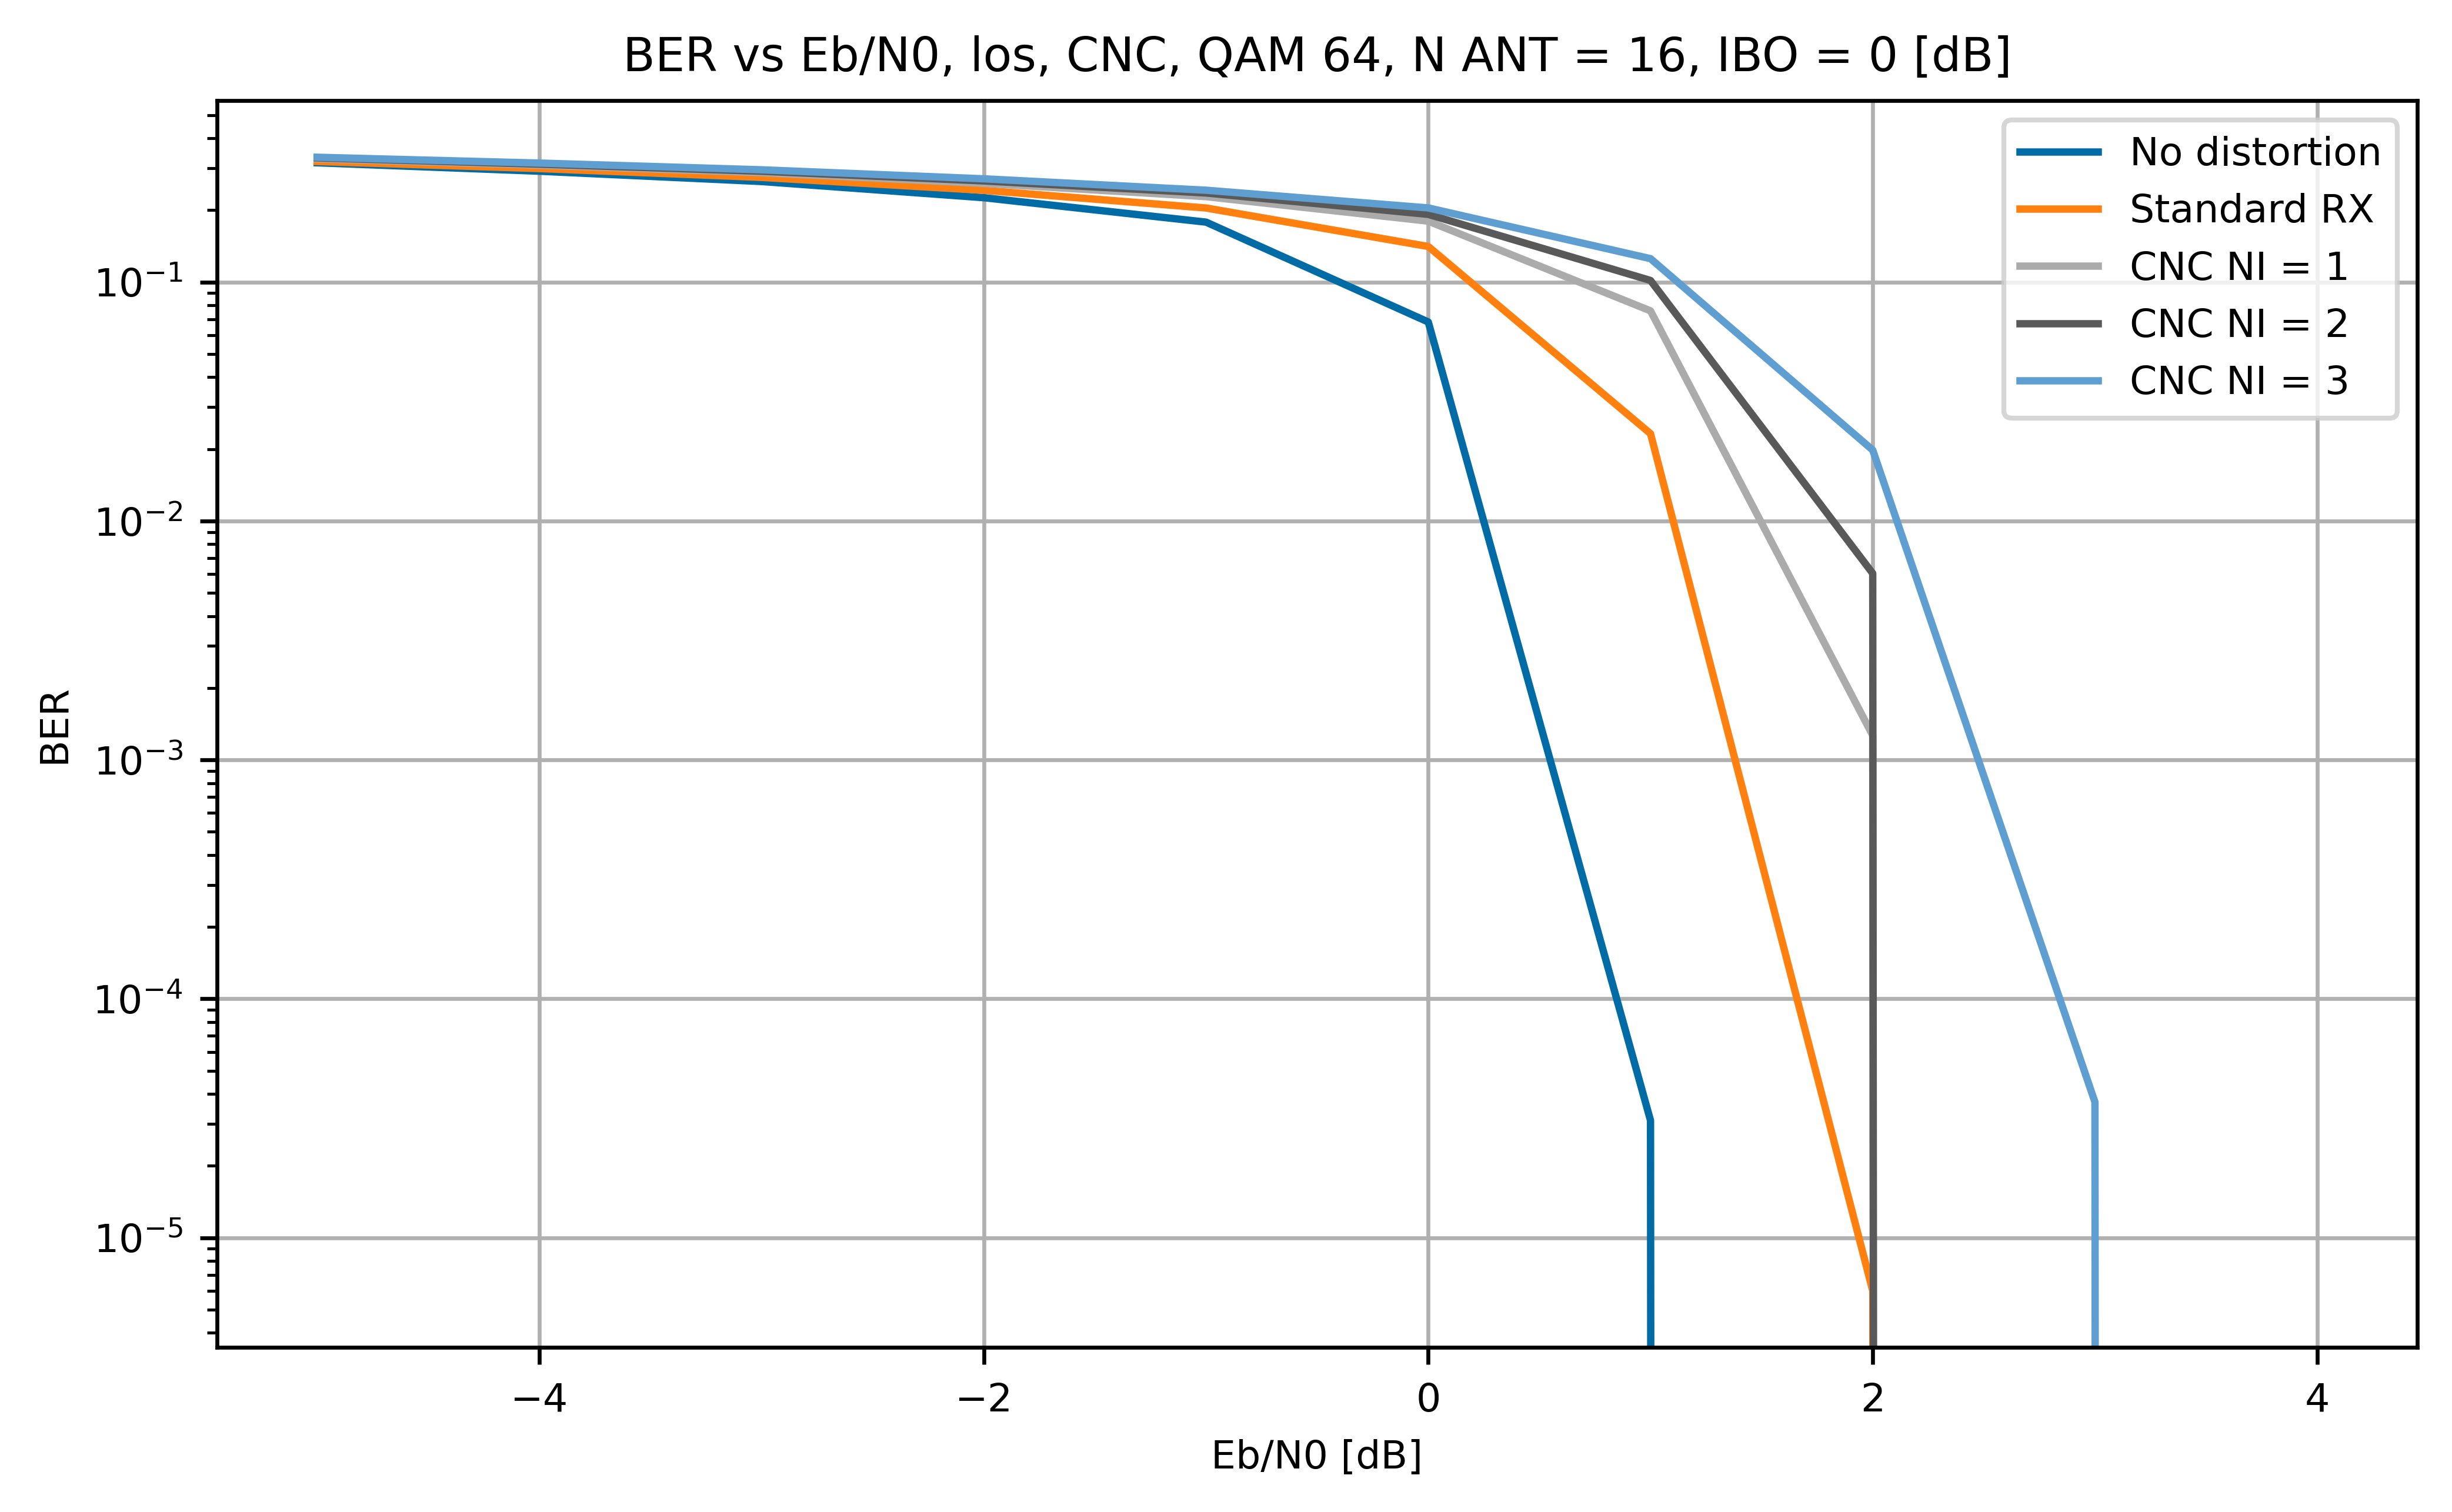 BER vs Eb/N0, los, CNC, QAM 64, N ANT = 16, IBO = 0 [dB]
No distortion
Standard RX
CNC NI = 1
CNC NI = 2
CNC NI = 3
BER
10⁻¹
10⁻²
10⁻³
10⁻⁴
10⁻⁵
−4
−2
0
2
4
Eb/N0 [dB]